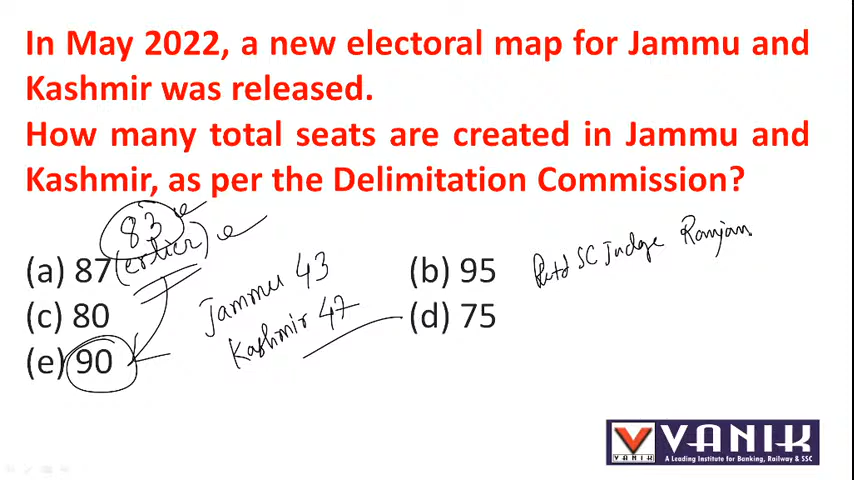 In May 2022, a new electoral map for Jammu and
Kashmir was released.
How many total seats are created in Jammu and
Kashmir, as per the Delimitation Commission?
83
(a) 87 (erlier)
(b) 95
Retd SC Judge Ranjan
(c) 80
Jammu 43
Kashmir 47
(d) 75
(e) 90
VANIK
VANIK
A Leading Institute for Banking, Railway & SSC